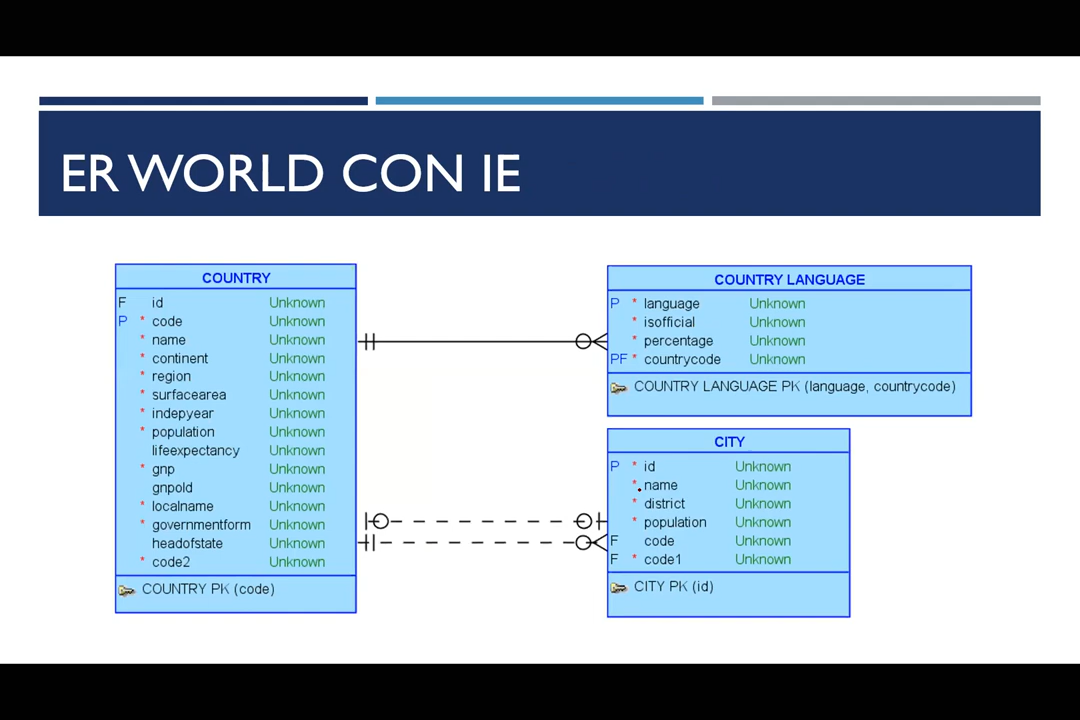 ER WORLD CON IE
COUNTRY
F id Unknown
P * code Unknown
* name Unknown
* continent Unknown
* region Unknown
* surfacearea Unknown
* indepyear Unknown
* population Unknown
lifeexpectancy Unknown
* gnp Unknown
gnpold Unknown
* localname Unknown
* governmentform Unknown
headofstate Unknown
* code2 Unknown
COUNTRY PK (code)
COUNTRY LANGUAGE
P * language Unknown
* isofficial Unknown
* percentage Unknown
PF * countrycode Unknown
COUNTRY LANGUAGE PK (language, countrycode)
CITY
P * id Unknown
* name Unknown
* district Unknown
* population Unknown
F code Unknown
F * code1 Unknown
CITY PK (id)